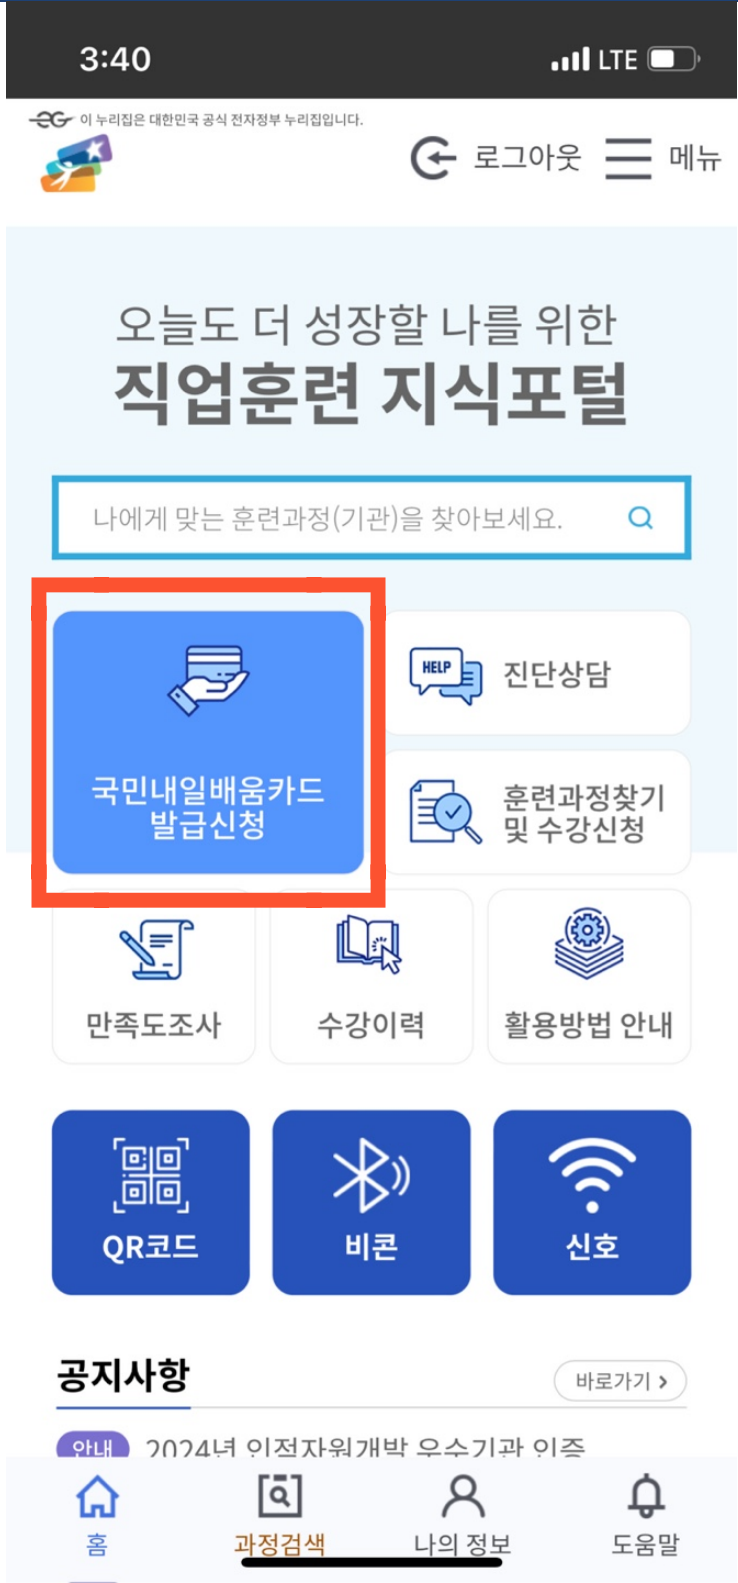 3:40
LTE
이 누리집은 대한민국 공식 전자정부 누리집입니다.
로그아웃
메뉴
오늘도 더 성장할 나를 위한
직업훈련 지식포털
나에게 맞는 훈련과정(기관)을 찾아보세요.
국민내일배움카드
발급신청
HELP
진단상담
훈련과정찾기
및 수강신청
만족도조사
수강이력
활용방법 안내
QR코드
비콘
신호
공지사항
바로가기 >
안내
2024년 인적자원개발 우수기관 인증
홈
과정검색
나의 정보
도움말